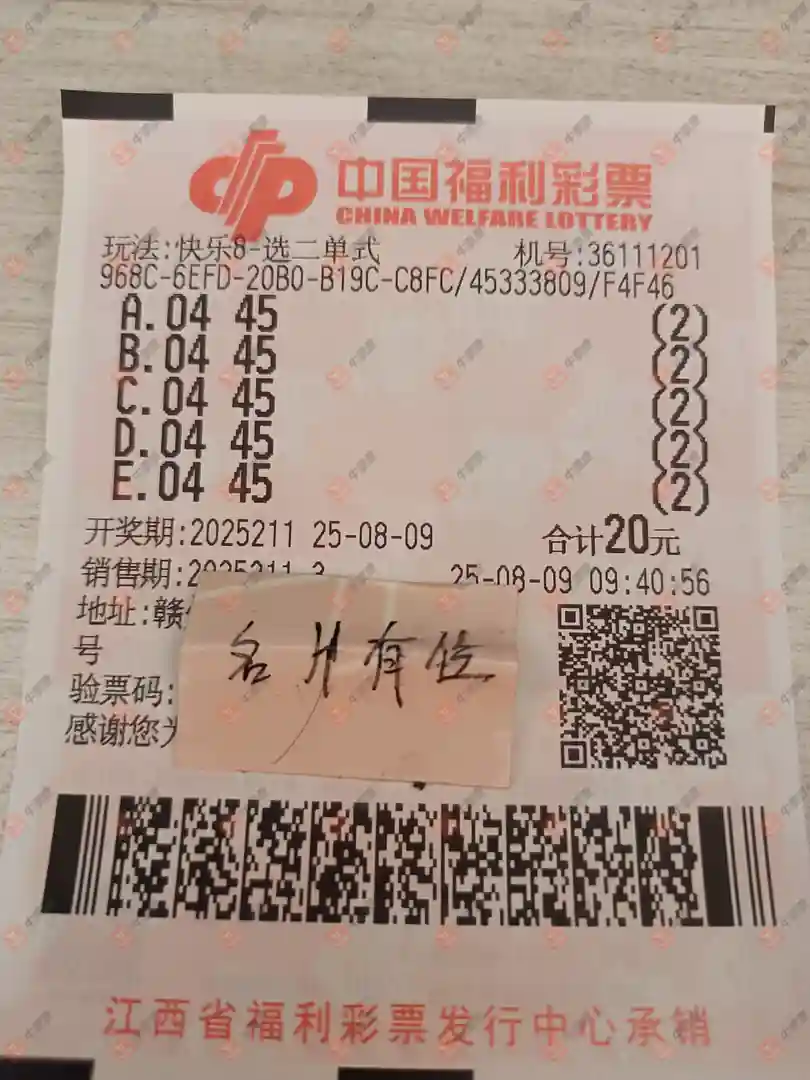 中国福利彩票
CHINA WELFARE LOTTERY
玩法:快乐8-选二单式 机号:36111201
968C-6EFD-20B0-B19C-C8FC/45333809/F4F46
A.04 45 (2)
B.04 45 (2)
C.04 45 (2)
D.04 45 (2)
E.04 45 (2)
开奖期:2025211 25-08-09 合计20元
销售期:2025211 25-08-09 09:40:56
地址:赣
号
名片有位
验票码:
感谢您
江西省福利彩票发行中心承销